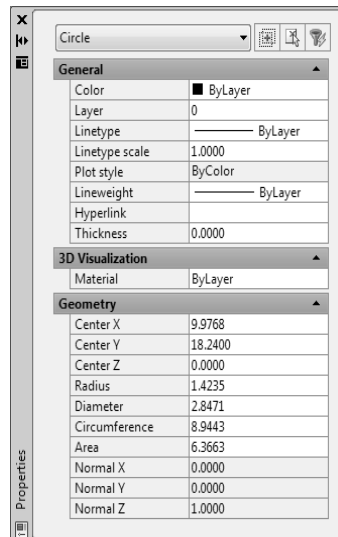 Circle
General
Color ByLayer
Layer 0
Linetype ByLayer
Linetype scale 1.0000
Plot style ByColor
Lineweight ByLayer
Hyperlink
Thickness 0.0000
3D Visualization
Material ByLayer
Geometry
Center X 9.9768
Center Y 18.2400
Center Z 0.0000
Radius 1.4235
Diameter 2.8471
Circumference 8.9443
Area 6.3663
Normal X 0.0000
Normal Y 0.0000
Normal Z 1.0000
Properties